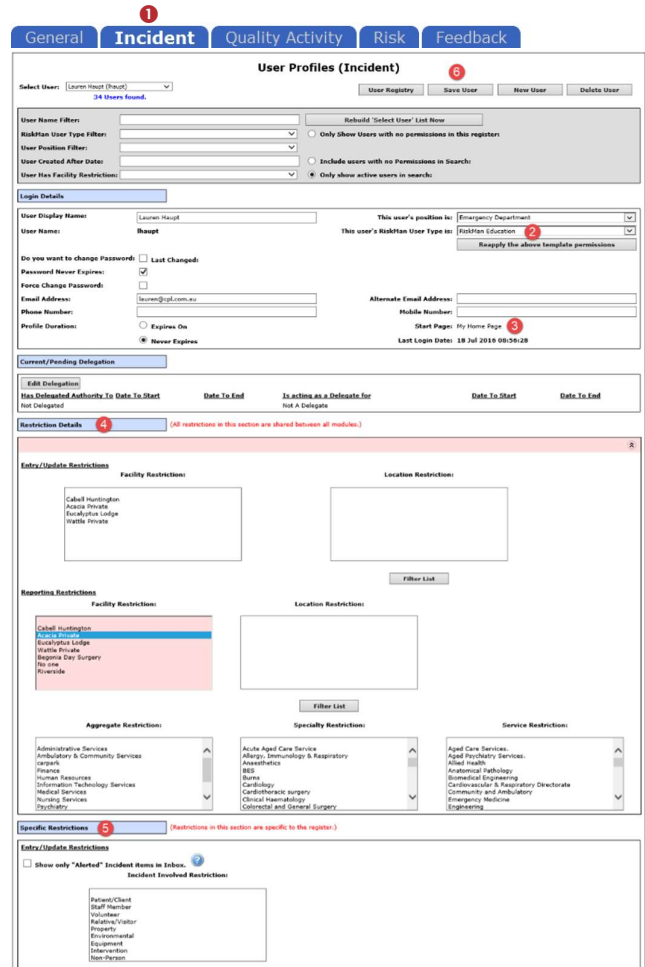 1
General Incident Quality Activity Risk Feedback
User Profiles (Incident)
6
Select User: Lauren Haupt (lhaupt)
34 Users found.
User Registry Save User New User Delete User
User Name Filter: Rebuild 'Select User' List Now
RiskMan User Type Filter: Only Show Users with no permissions in this register:
User Position Filter:
User Created After Date: Include users with no Permissions in Search:
User Has Facility Restriction: Only show active users in search:
Login Details
User Display Name: Lauren Haupt This user's position is: Emergency Department
User Name: lhaupt This user's RiskMan User Type is: RiskMan Education 2
Reapply the above template permissions
Do you want to change Password: Last Changed:
Password Never Expires:
Force Change Password:
Email Address: lauren@cpl.com.au Alternate Email Address:
Phone Number: Mobile Number:
Profile Duration: Expires On Start Page: My Home Page 3
Never Expires Last Login Date: 18 Jul 2016 08:56:28
Current/Pending Delegation
Edit Delegation
Has Delegated Authority To Date To Start Date To End Is acting as a Delegate for Date To Start Date To End
Not Delegated Not A Delegate
Restriction Details 4 (All restrictions in this section are shared between all modules.)
Entry/Update Restrictions
Facility Restriction: Location Restriction:
Cabell Huntington
Acacia Private
Eucalyptus Lodge
Wattle Private
Filter List
Reporting Restrictions
Facility Restriction: Location Restriction:
Cabell Huntington
Acacia Private
Eucalyptus Lodge
Wattle Private
Begonia Day Surgery
No one
Riverside
Filter List
Aggregate Restriction: Specialty Restriction: Service Restriction:
Administrative Services Acute Aged Care Service Aged Care Services.
Ambulatory & Community Services Allergy, Immunology & Respiratory Aged Psychiatry Services.
carpark Anaesthetics Allied Health
Finance BES Anatomical Pathology
Human Resources Burns Biomedical Engineering
Information Technology Services Cardiology Cardiovascular & Respiratory Directorate
Medical Services Cardiothoracic surgery Community and Ambulatory
Nursing Services Clinical Haematology Emergency Medicine
Psychiatry Colorectal and General Surgery Engineering
Specific Restrictions 5 (Restrictions in this section are specific to the register.)
Entry/Update Restrictions
Show only "Alerted" Incident items in Inbox. ?
Incident Involved Restriction:
Patient/Client
Staff Member
Volunteer
Relative/Visitor
Property
Environmental
Equipment
Intervention
Non-Person